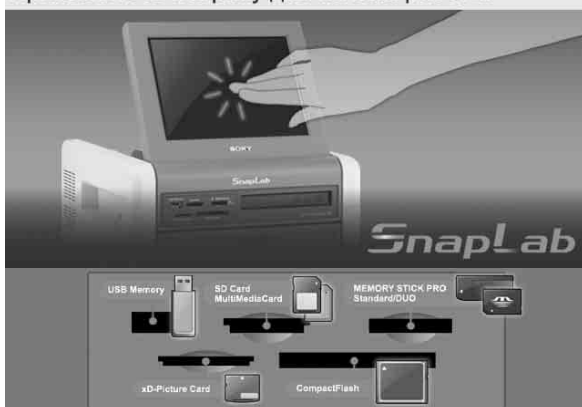 SONY
SnapLab
SnapLab
USB Memory
SD Card
MultiMediaCard
MEMORY STICK PRO
Standard/DUO
xD-Picture Card
CompactFlash